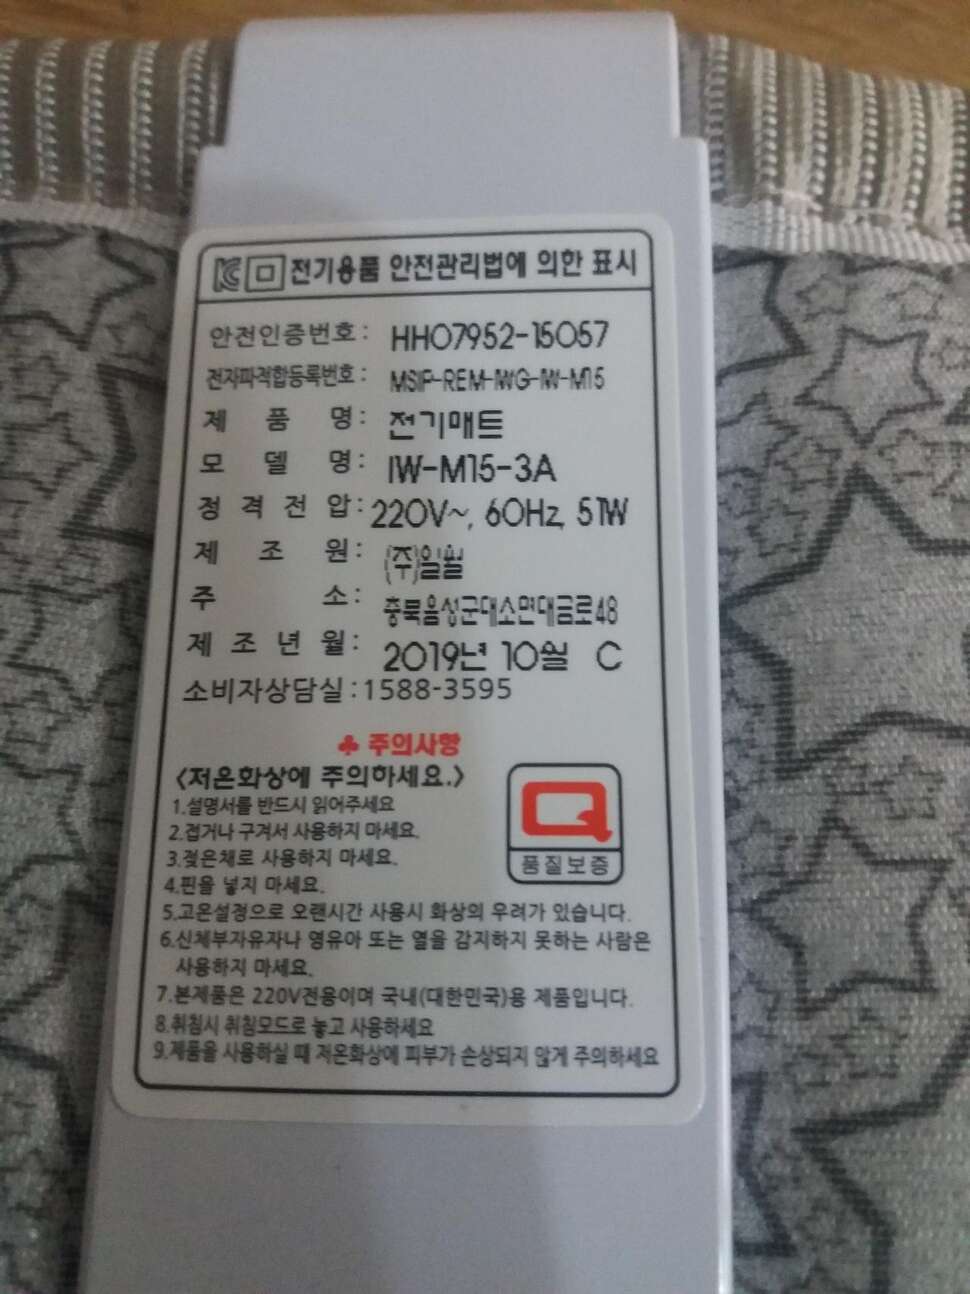 전기용품 안전관리법에 의한 표시
안전인증번호: HH07952-15057
전자파적합등록번호: MSIP-REM-IWG-IW-M15
제품명: 전기매트
모델명: IW-M15-3A
정격전압: 220V~, 60Hz, 51W
제조원: (주)일월
주소: 충북음성군대소면대금로48
제조년월: 2019년 10월 C
소비자상담실:1588-3595
♣ 주의사항
<저온화상에 주의하세요.>
1.설명서를 반드시 읽어주세요
2.접거나 구겨서 사용하지 마세요.
3.젖은채로 사용하지 마세요.
4.핀을 넣지 마세요.
Q
품질보증
5.고온설정으로 오랜시간 사용시 화상의 우려가 있습니다.
6.신체부자유자나 영유아 또는 열을 감지하지 못하는 사람은
사용하지 마세요.
7.본제품은 220V전용이며 국내(대한민국)용 제품입니다.
8.취침시 취침모드로 놓고 사용하세요
9.제품을 사용하실 때 저온화상에 피부가 손상되지 않게 주의하세요